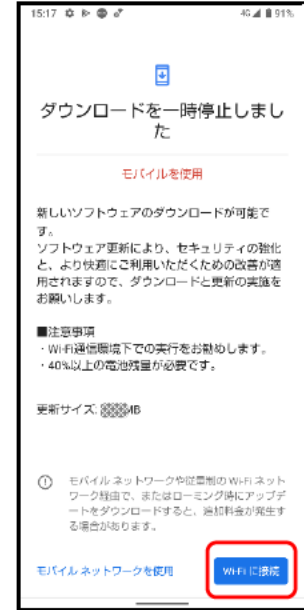 15:17 4G 91%
ダウンロードを一時停止しまし
た
モバイルを使用
新しいソフトウェアのダウンロードが可能で
す。
ソフトウェア更新により、セキュリティの強化
と、より快適にご利用いただくための改善が適
用されますので、ダウンロードと更新の実施を
お願いします。
■注意事項
・Wi-Fi通信環境下での実行をお勧めします。
・40%以上の電池残量が必要です。
更新サイズ: MB
モバイル ネットワークや従量制の Wi-Fi ネット
ワーク経由で、またはローミング時にアップデ
ートをダウンロードすると、追加料金が発生す
る場合があります。
モバイル ネットワークを使用
Wi-Fi に接続